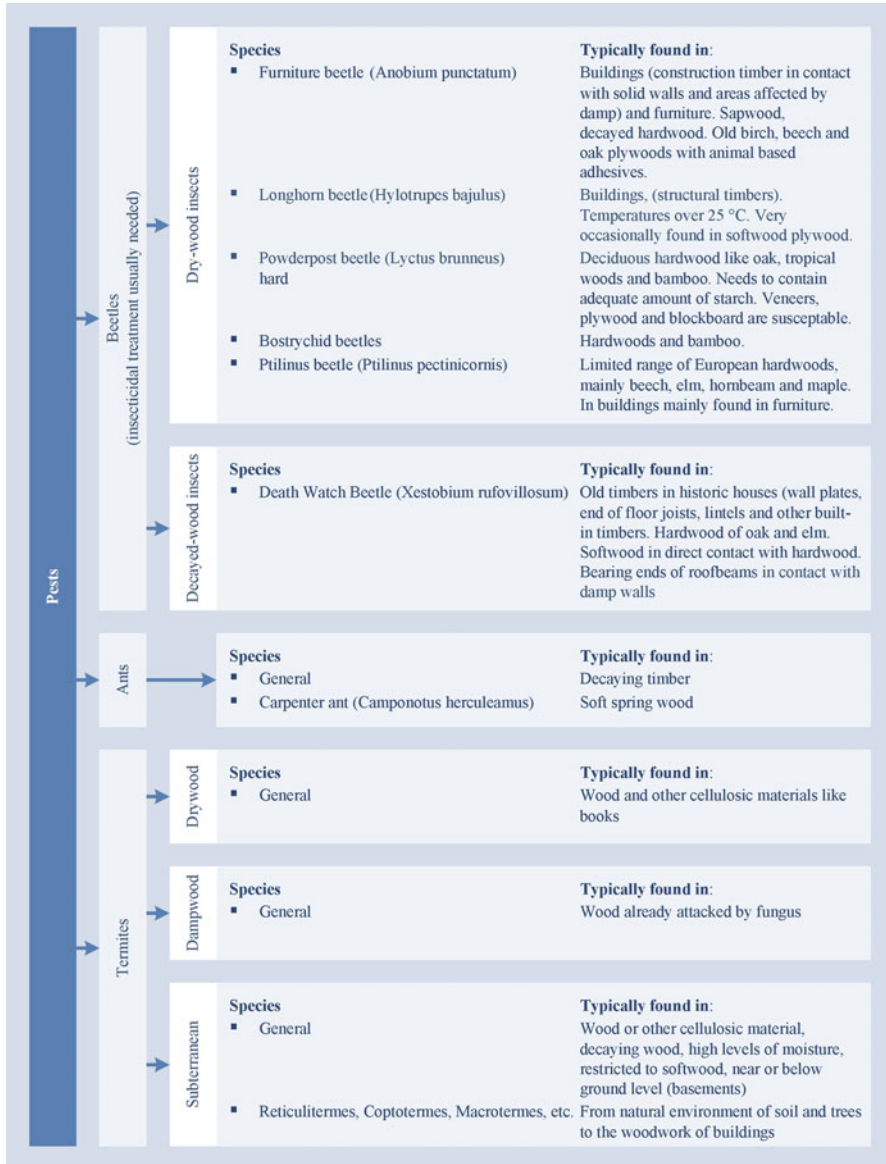 Pests
Beetles
(insecticidal treatment usually needed)
Dry-wood insects
Species
Typically found in:
▪ Furniture beetle (Anobium punctatum)
Buildings (construction timber in contact
with solid walls and areas affected by
damp) and furniture. Sapwood,
decayed hardwood. Old birch, beech and
oak plywoods with animal based
adhesives.
▪ Longhorn beetle (Hylotrupes bajulus)
Buildings, (structural timbers).
Temperatures over 25 °C. Very
occasionally found in softwood plywood.
▪ Powderpost beetle (Lyctus brunneus)
hard
Deciduous hardwood like oak, tropical
woods and bamboo. Needs to contain
adequate amount of starch. Veneers,
plywood and blockboard are susceptable.
▪ Bostrychid beetles
Hardwoods and bamboo.
▪ Ptilinus beetle (Ptilinus pectinicornis)
Limited range of European hardwoods,
mainly beech, elm, hornbeam and maple.
In buildings mainly found in furniture.
Decayed-wood insects
Species
Typically found in:
▪ Death Watch Beetle (Xestobium rufovillosum)
Old timbers in historic houses (wall plates,
end of floor joists, lintels and other built-
in timbers. Hardwood of oak and elm.
Softwood in direct contact with hardwood.
Bearing ends of roofbeams in contact with
damp walls
Ants
Species
Typically found in:
▪ General
Decaying timber
▪ Carpenter ant (Camponotus herculeamus)
Soft spring wood
Termites
Drywood
Species
Typically found in:
▪ General
Wood and other cellulosic materials like
books
Dampwood
Species
Typically found in:
▪ General
Wood already attacked by fungus
Subterranean
Species
Typically found in:
▪ General
Wood or other cellulosic material,
decaying wood, high levels of moisture,
restricted to softwood, near or below
ground level (basements)
▪ Reticulitermes, Coptotermes, Macrotermes, etc.
From natural environment of soil and trees
to the woodwork of buildings